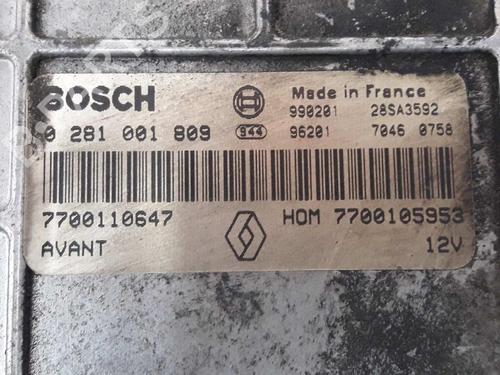 BOSCH
Made in France
990201 28SA3592
0 281 001 809 944 96201 7046 0758
7700110647 HOM 7700105953
AVANT 12V